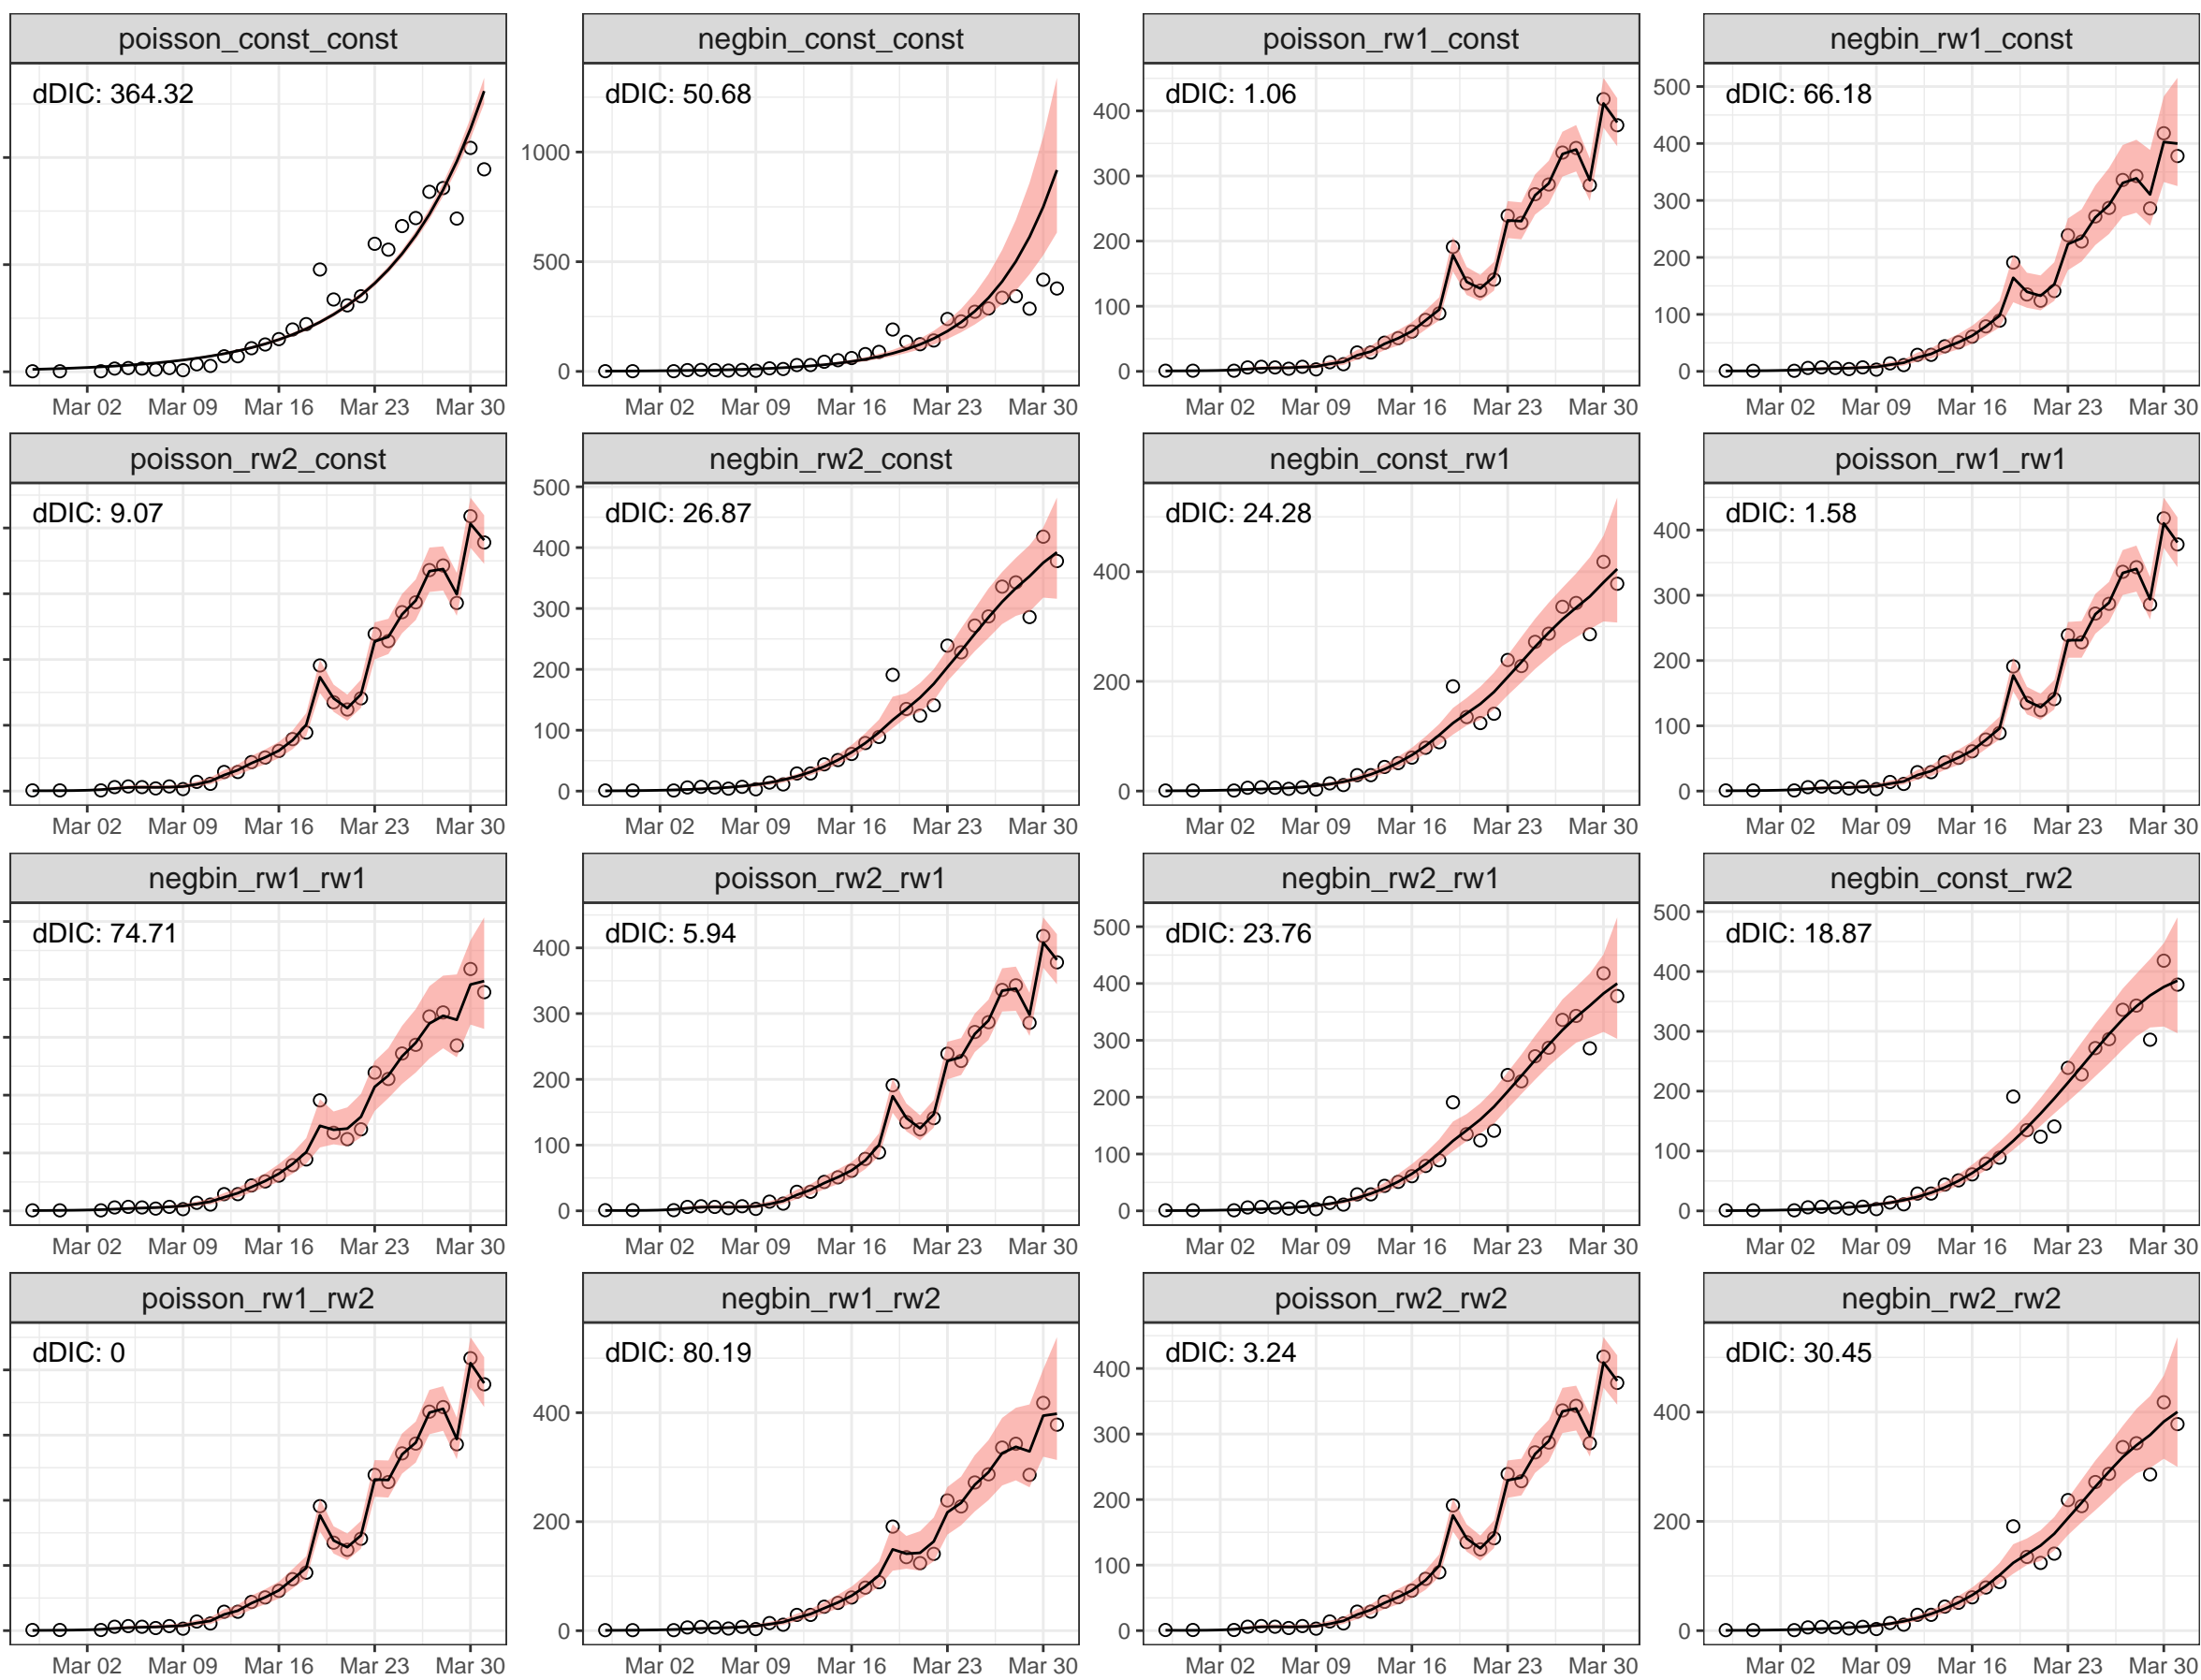 poisson_const_const
negbin_const_const
poisson_rw1_const
negbin_rw1_const
dDIC: 364.32
dDIC: 50.68
dDIC: 1.06
dDIC: 66.18
1000
500
0
400
300
200
100
0
500
400
300
200
100
0
Mar 02 Mar 09 Mar 16 Mar 23 Mar 30
Mar 02 Mar 09 Mar 16 Mar 23 Mar 30
Mar 02 Mar 09 Mar 16 Mar 23 Mar 30
Mar 02 Mar 09 Mar 16 Mar 23 Mar 30
poisson_rw2_const
negbin_rw2_const
negbin_const_rw1
poisson_rw1_rw1
dDIC: 9.07
dDIC: 26.87
dDIC: 24.28
dDIC: 1.58
500
400
300
200
100
0
400
200
0
400
300
200
100
0
Mar 02 Mar 09 Mar 16 Mar 23 Mar 30
Mar 02 Mar 09 Mar 16 Mar 23 Mar 30
Mar 02 Mar 09 Mar 16 Mar 23 Mar 30
Mar 02 Mar 09 Mar 16 Mar 23 Mar 30
negbin_rw1_rw1
poisson_rw2_rw1
negbin_rw2_rw1
negbin_const_rw2
dDIC: 74.71
dDIC: 5.94
dDIC: 23.76
dDIC: 18.87
400
300
200
100
0
500
400
300
200
100
0
500
400
300
200
100
0
Mar 02 Mar 09 Mar 16 Mar 23 Mar 30
Mar 02 Mar 09 Mar 16 Mar 23 Mar 30
Mar 02 Mar 09 Mar 16 Mar 23 Mar 30
Mar 02 Mar 09 Mar 16 Mar 23 Mar 30
poisson_rw1_rw2
negbin_rw1_rw2
poisson_rw2_rw2
negbin_rw2_rw2
dDIC: 0
dDIC: 80.19
dDIC: 3.24
dDIC: 30.45
400
200
0
400
300
200
100
0
400
200
0
Mar 02 Mar 09 Mar 16 Mar 23 Mar 30
Mar 02 Mar 09 Mar 16 Mar 23 Mar 30
Mar 02 Mar 09 Mar 16 Mar 23 Mar 30
Mar 02 Mar 09 Mar 16 Mar 23 Mar 30